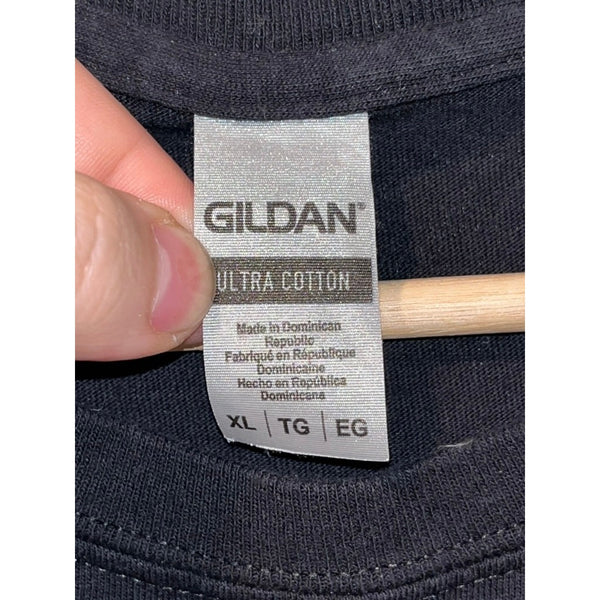 GILDAN
ULTRA COTTON
Made in Dominican
Republic
Fabriqué en République
Dominicaine
Hecho en República
Dominicana
XL | TG | EG